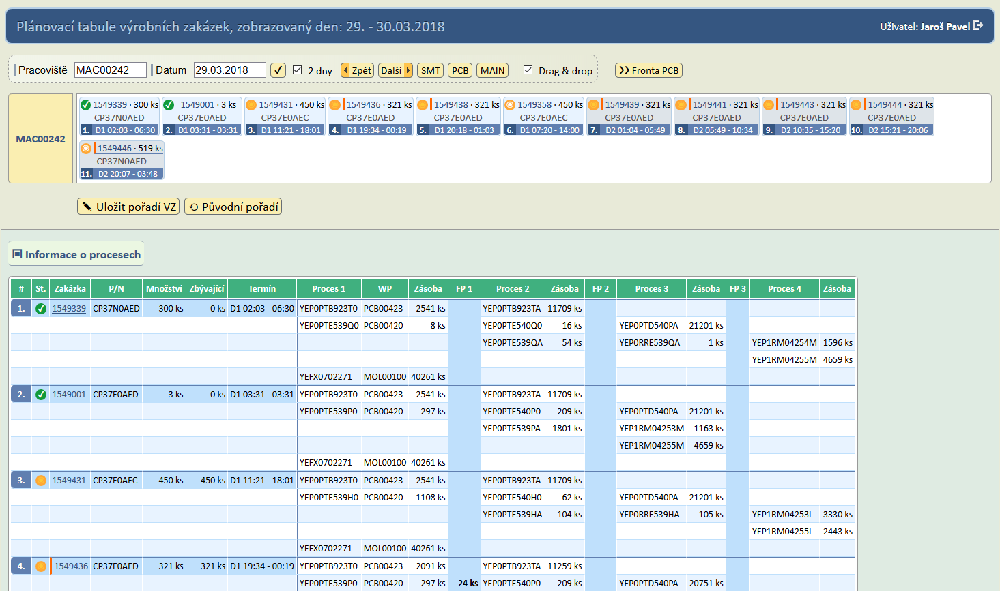 Plánovací tabule výrobních zakázek, zobrazovaný den: 29. - 30.03.2018
Uživatel: Jaroš Pavel
Pracoviště MAC00242 Datum 29.03.2018 2 dny Zpět Další SMT PCB MAIN Drag & drop Fronta PCB
MAC00242
1549339 · 300 ks
CP37N0AED
1. D1 02:03 - 06:30
1549001 · 3 ks
CP37E0AED
2. D1 03:31 - 03:31
1549431 · 450 ks
CP37E0AEC
3. D1 11:21 - 18:01
1549436 · 321 ks
CP37E0AED
4. D1 19:34 - 00:19
1549438 · 321 ks
CP37E0AED
5. D1 20:18 - 01:03
1549358 · 450 ks
CP37E0AEC
6. D1 07:20 - 14:00
1549439 · 321 ks
CP37E0AED
7. D2 01:04 - 05:49
1549441 · 321 ks
CP37E0AED
8. D2 05:49 - 10:34
1549443 · 321 ks
CP37E0AED
9. D2 10:35 - 15:20
1549444 · 321 ks
CP37E0AED
10. D2 15:21 - 20:06
1549446 · 519 ks
CP37N0AED
11. D2 20:07 - 03:48
Uložit pořadí VZ Původní pořadí
Informace o procesech
# St. Zakázka P/N Množství Zbývající Termín Proces 1 WP Zásoba FP 1 Proces 2 Zásoba FP 2 Proces 3 Zásoba FP 3 Proces 4 Zásoba
1. 1549339 CP37N0AED 300 ks 0 ks D1 02:03 - 06:30 YEP0PTB923T0 PCB00423 2541 ks YEP0PTB923TA 11709 ks
YEP0PTE539Q0 PCB00420 8 ks YEP0PTE540Q0 16 ks YEP0PTD540PA 21201 ks
YEP0PTE539QA 54 ks YEP0RRE539QA 1 ks YEP1RM04254M 1596 ks
YEP1RM04255M 4659 ks
YEFX0702271 MOL00100 40261 ks
2. 1549001 CP37E0AED 3 ks 0 ks D1 03:31 - 03:31 YEP0PTB923T0 PCB00423 2541 ks YEP0PTB923TA 11709 ks
YEP0PTE539P0 PCB00420 297 ks YEP0PTE540P0 209 ks YEP0PTD540PA 21201 ks
YEP0PTE539PA 1801 ks YEP1RM04253M 1163 ks
YEP1RM04255M 4659 ks
YEFX0702271 MOL00100 40261 ks
3. 1549431 CP37E0AEC 450 ks 450 ks D1 11:21 - 18:01 YEP0PTB923T0 PCB00423 2541 ks YEP0PTB923TA 11709 ks
YEP0PTE539H0 PCB00420 1108 ks YEP0PTE540H0 62 ks YEP0PTD540PA 21201 ks
YEP0PTE539HA 104 ks YEP0RRE539HA 105 ks YEP1RM04253L 3330 ks
YEP1RM04255L 2443 ks
YEFX0702271 MOL00100 40261 ks
4. 1549436 CP37E0AED 321 ks 321 ks D1 19:34 - 00:19 YEP0PTB923T0 PCB00423 2091 ks YEP0PTB923TA 11259 ks
YEP0PTE539P0 PCB00420 297 ks -24 ks YEP0PTE540P0 209 ks YEP0PTD540PA 20751 ks